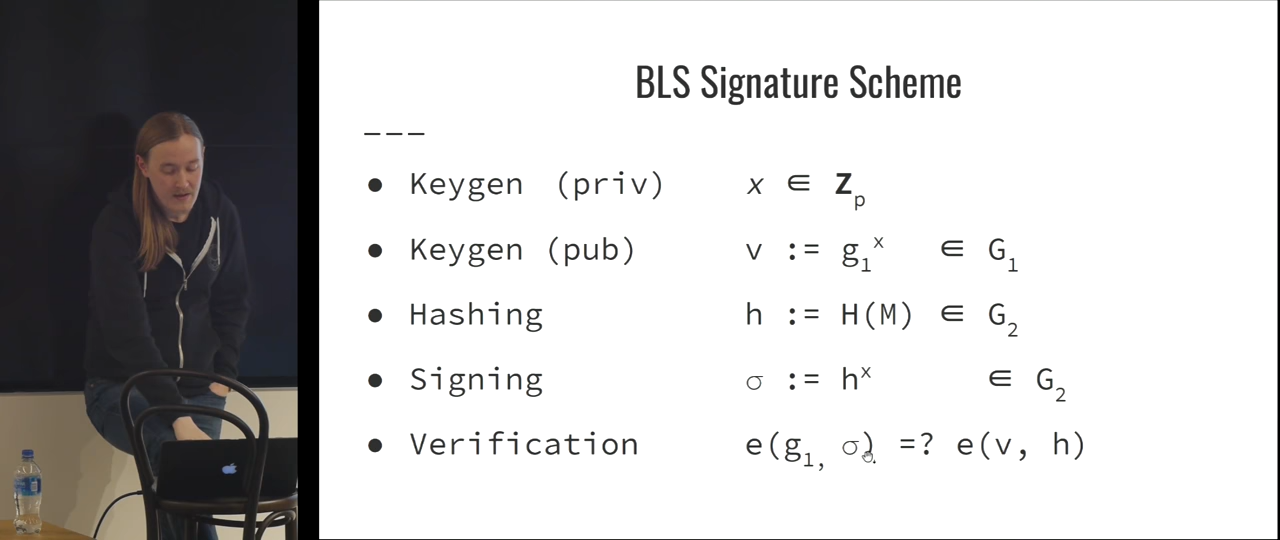 BLS Signature Scheme
---
● Keygen (priv) x ∈ Zₚ
● Keygen (pub) v := g₁ˣ ∈ G₁
● Hashing h := H(M) ∈ G₂
● Signing σ := hˣ ∈ G₂
● Verification e(g₁, σ) =? e(v, h)